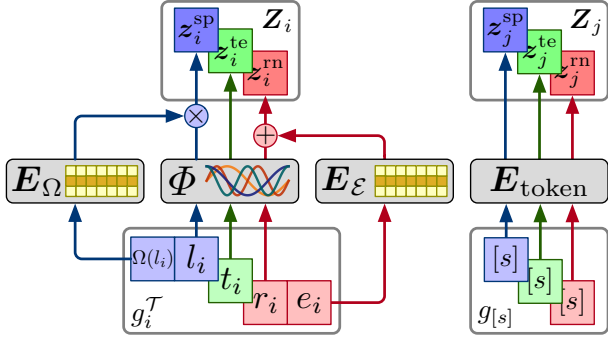 z_i^sp Z_i z_j^sp Z_j
z_i^te z_j^te
z_i^rn z_j^rn
× +
E_Ω Φ E_ℰ E_token
Ω(l_i) l_i [s]
t_i [s]
g_i^𝒯 r_i e_i g_[s] [s]